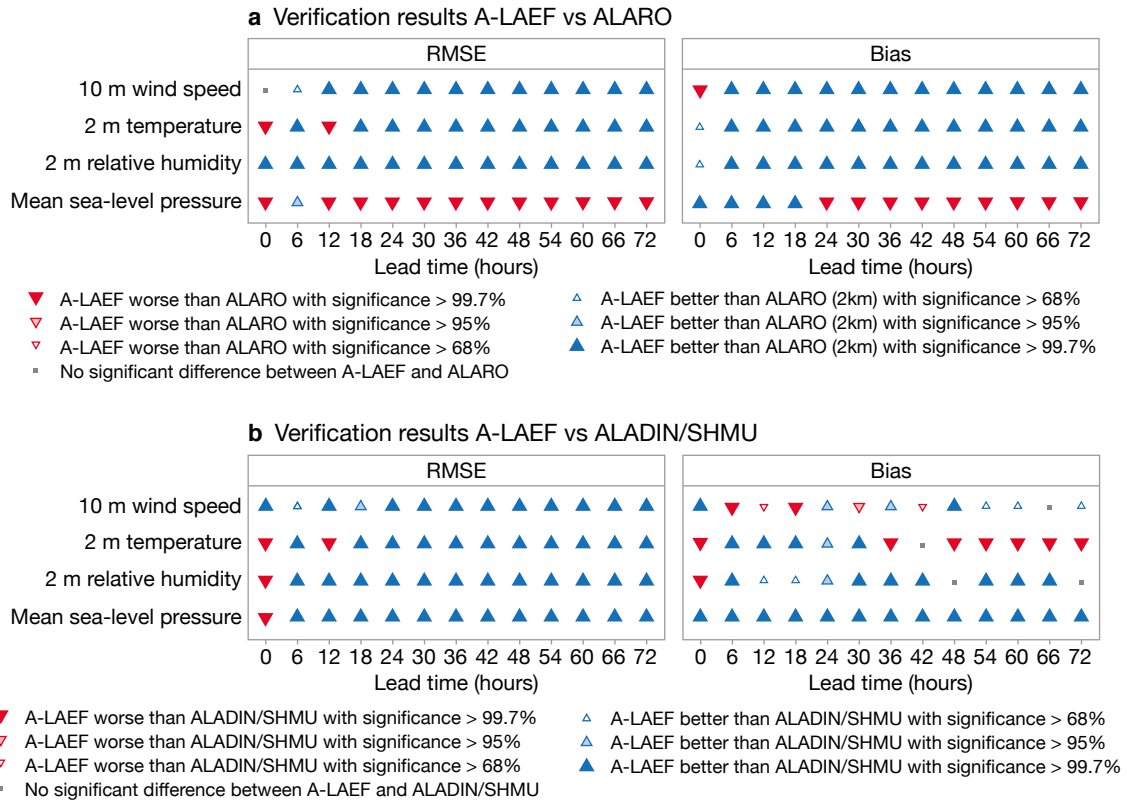 a Verification results A-LAEF vs ALARO
RMSE
Bias
10 m wind speed
2 m temperature
2 m relative humidity
Mean sea-level pressure
0 6 12 18 24 30 36 42 48 54 60 66 72
0 6 12 18 24 30 36 42 48 54 60 66 72
Lead time (hours)
Lead time (hours)
A-LAEF worse than ALARO with significance > 99.7%
A-LAEF worse than ALARO with significance > 95%
A-LAEF worse than ALARO with significance > 68%
No significant difference between A-LAEF and ALARO
A-LAEF better than ALARO (2km) with significance > 68%
A-LAEF better than ALARO (2km) with significance > 95%
A-LAEF better than ALARO (2km) with significance > 99.7%
b Verification results A-LAEF vs ALADIN/SHMU
RMSE
Bias
10 m wind speed
2 m temperature
2 m relative humidity
Mean sea-level pressure
0 6 12 18 24 30 36 42 48 54 60 66 72
0 6 12 18 24 30 36 42 48 54 60 66 72
Lead time (hours)
Lead time (hours)
A-LAEF worse than ALADIN/SHMU with significance > 99.7%
A-LAEF worse than ALADIN/SHMU with significance > 95%
A-LAEF worse than ALADIN/SHMU with significance > 68%
No significant difference between A-LAEF and ALADIN/SHMU
A-LAEF better than ALADIN/SHMU with significance > 68%
A-LAEF better than ALADIN/SHMU with significance > 95%
A-LAEF better than ALADIN/SHMU with significance > 99.7%